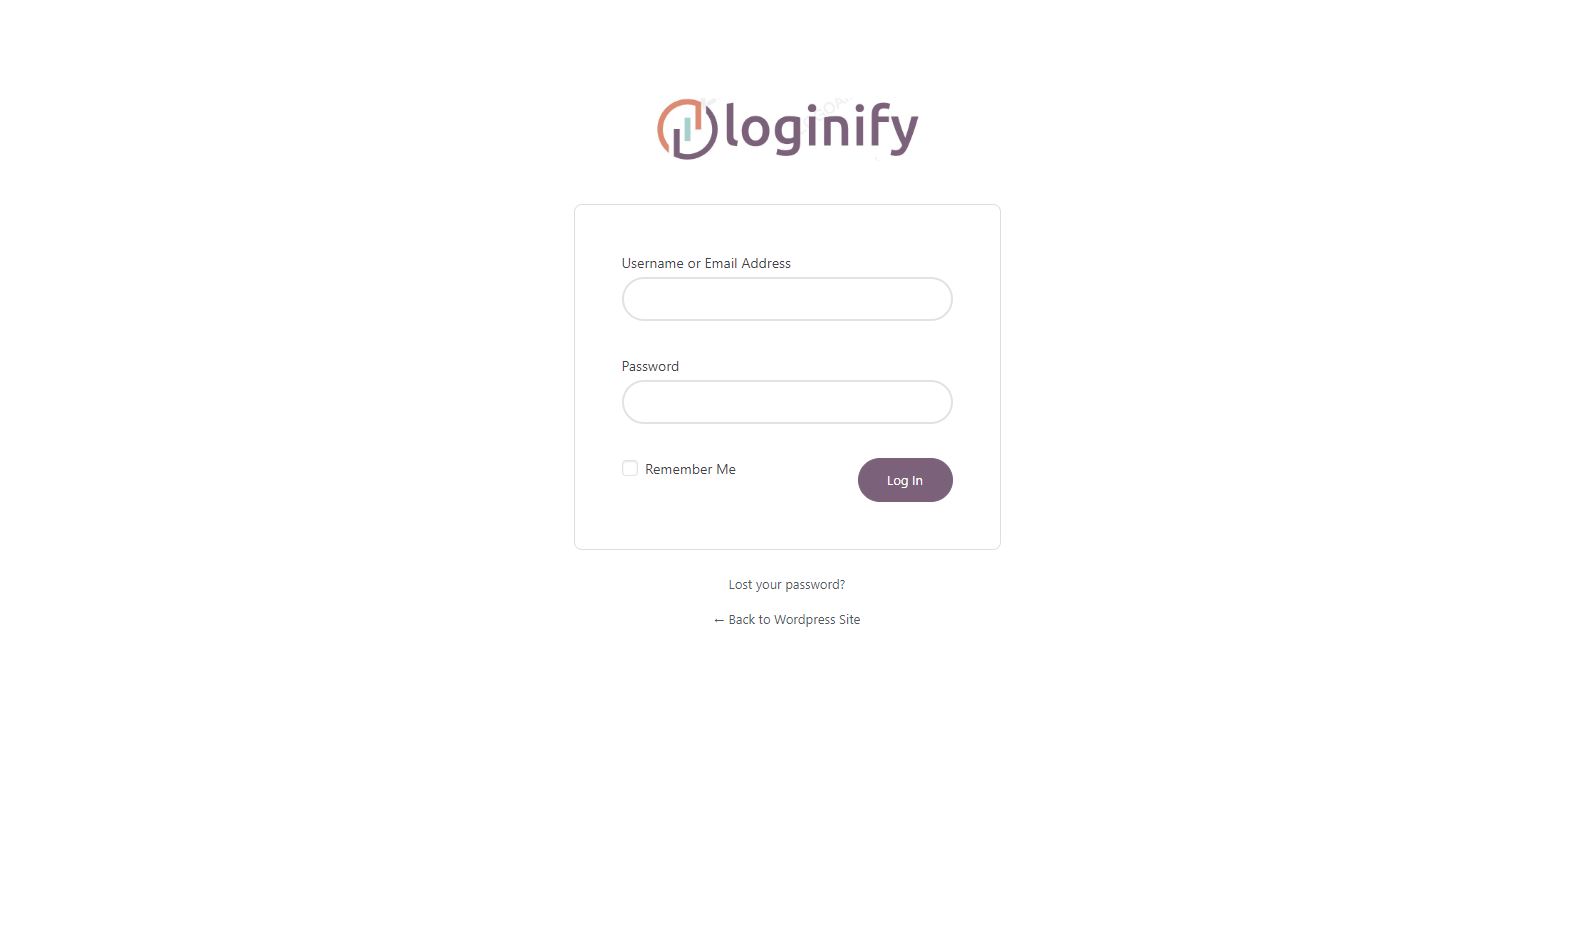 loginify
Username or Email Address
Password
Remember Me
Log In
Lost your password?
← Back to Wordpress Site